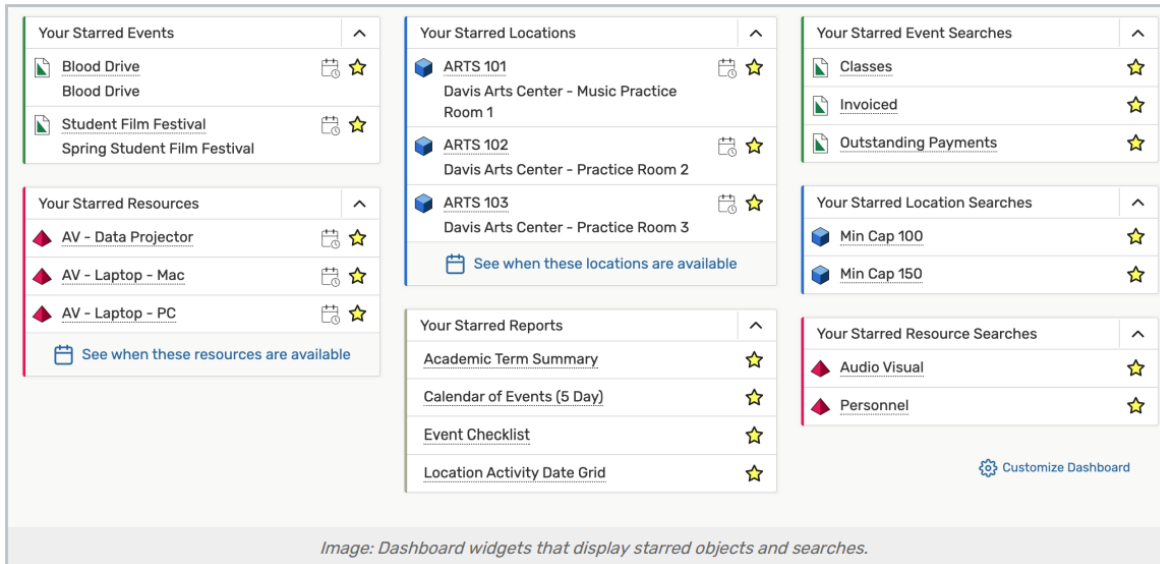 Your Starred Events
Blood Drive
Blood Drive
Student Film Festival
Spring Student Film Festival
Your Starred Resources
AV - Data Projector
AV - Laptop - Mac
AV - Laptop - PC
See when these resources are available
Your Starred Locations
ARTS 101
Davis Arts Center - Music Practice
Room 1
ARTS 102
Davis Arts Center - Practice Room 2
ARTS 103
Davis Arts Center - Practice Room 3
See when these locations are available
Your Starred Reports
Academic Term Summary
Calendar of Events (5 Day)
Event Checklist
Location Activity Date Grid
Your Starred Event Searches
Classes
Invoiced
Outstanding Payments
Your Starred Location Searches
Min Cap 100
Min Cap 150
Your Starred Resource Searches
Audio Visual
Personnel
Customize Dashboard
Image: Dashboard widgets that display starred objects and searches.